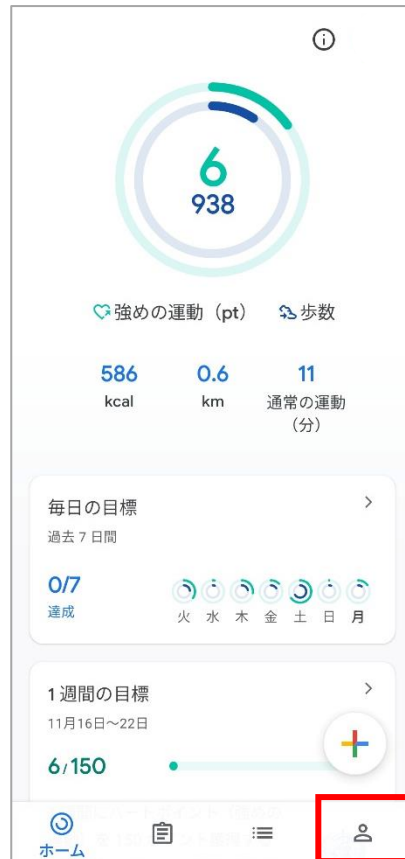 6
938
強めの運動（pt） 歩数
586 0.6 11
kcal km 通常の運動
（分）
毎日の目標
過去 7 日間
0/7
達成
火 水 木 金 土 日 月
1 週間の目標
11月16日～22日
6/150
ホーム